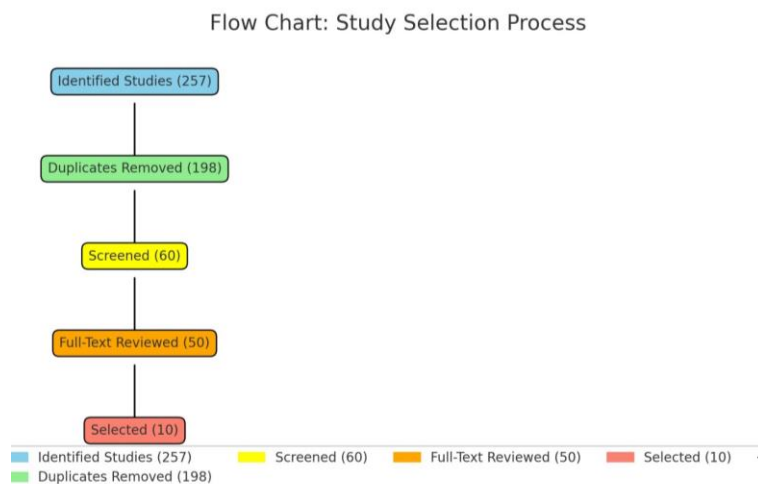 Flow Chart: Study Selection Process
Identified Studies (257)
Duplicates Removed (198)
Screened (60)
Full-Text Reviewed (50)
Selected (10)
Identified Studies (257) Screened (60) Full-Text Reviewed (50) Selected (10)
Duplicates Removed (198)